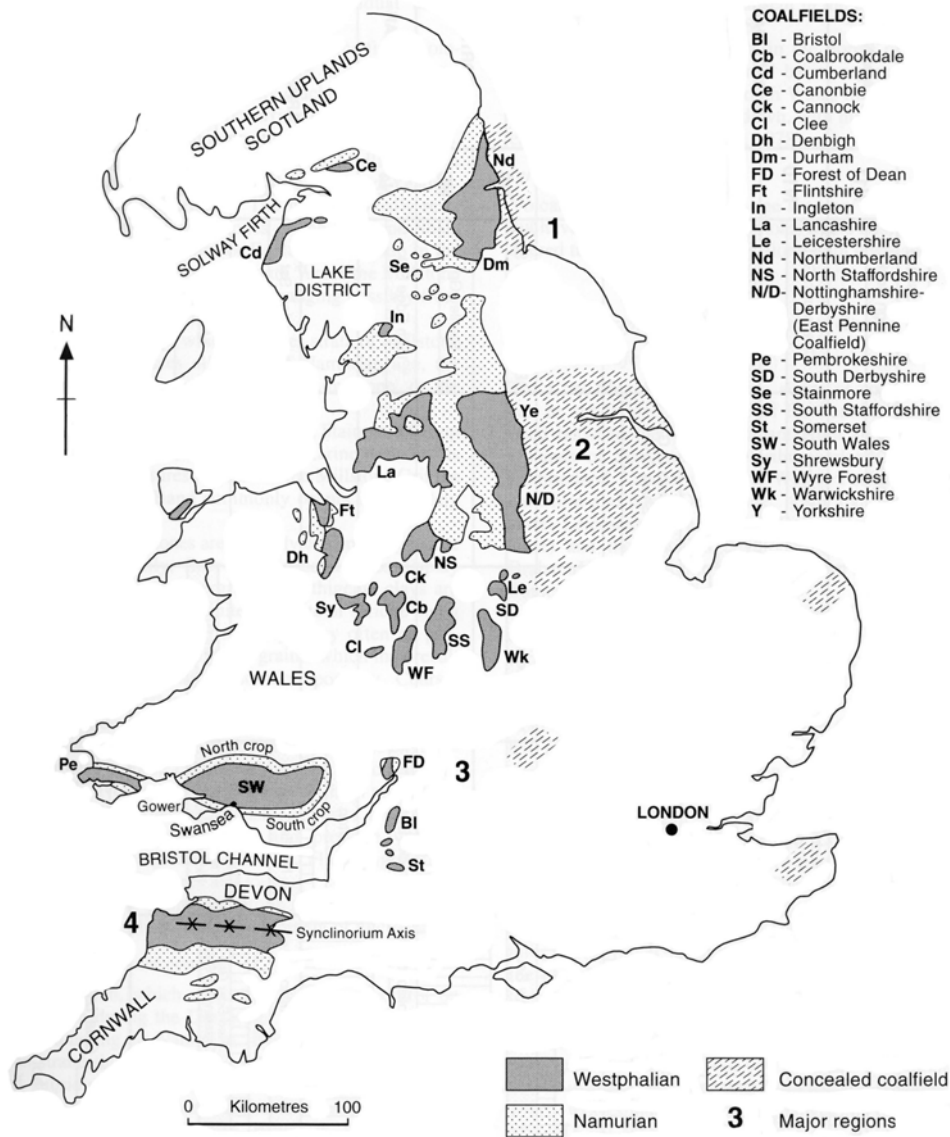 COALFIELDS:
Bl - Bristol
Cb - Coalbrookdale
Cd - Cumberland
Ce - Canonbie
Ck - Cannock
Cl - Clee
Dh - Denbigh
Dm - Durham
FD - Forest of Dean
Ft - Flintshire
In - Ingleton
La - Lancashire
Le - Leicestershire
Nd - Northumberland
NS - North Staffordshire
N/D- Nottinghamshire-
Derbyshire
(East Pennine
Coalfield)
Pe - Pembrokeshire
SD - South Derbyshire
Se - Stainmore
SS - South Staffordshire
St - Somerset
SW - South Wales
Sy - Shrewsbury
WF - Wyre Forest
Wk - Warwickshire
Y - Yorkshire
SOUTHERN UPLANDS
SCOTLAND
Ce
Nd
SOLWAY FIRTH
1
Cd
Se
Dm
LAKE
DISTRICT
N
In
Ye
2
La
N/D
Ft
Dh
NS
Ck
Le
Sy
Cb
SD
SS
Cl
WF
Wk
WALES
North crop
Pe
FD
3
SW
Gower
South crop
Swansea
Bl
LONDON
BRISTOL CHANNEL
St
DEVON
4
Synclinorium Axis
CORNWALL
Westphalian
Concealed coalfield
0 Kilometres 100
Namurian
3 Major regions